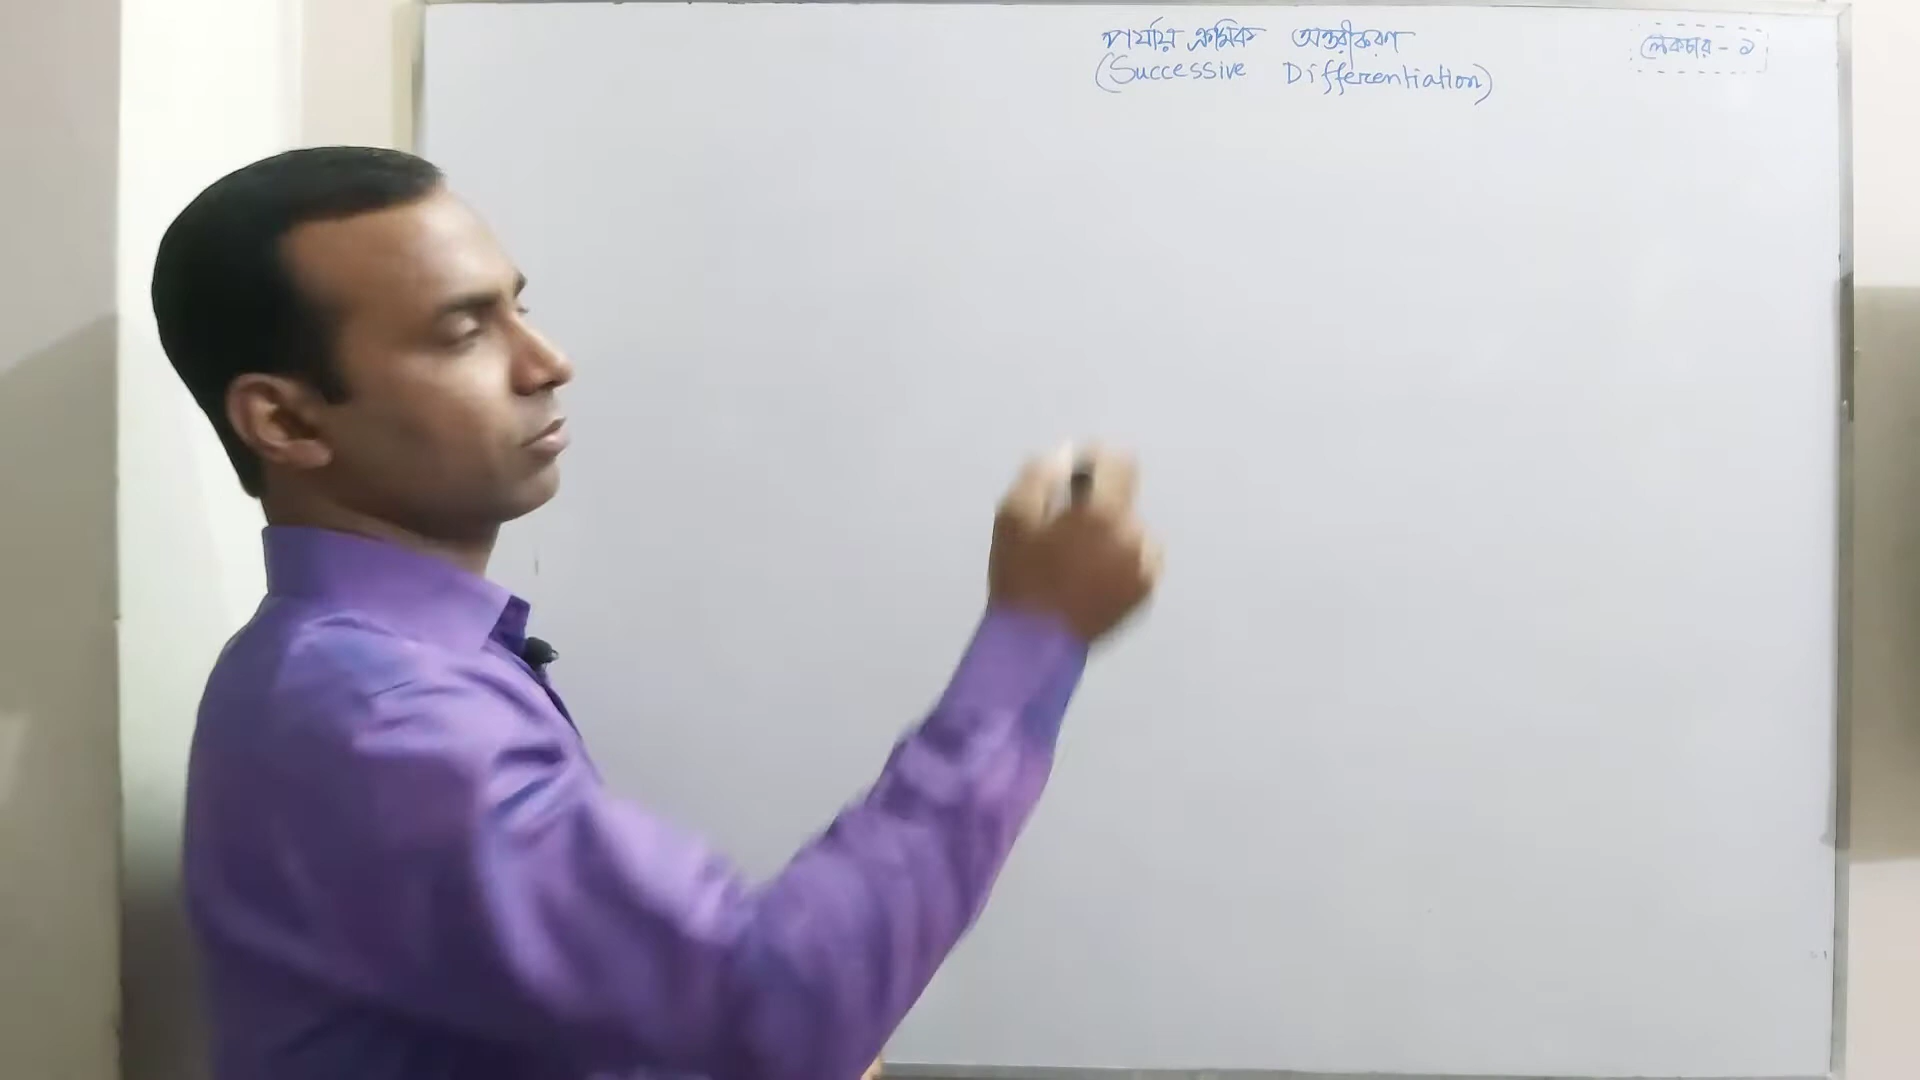 পর্যায় ক্রমিক অন্তরীকরণ
(Successive Differentiation)
লেকচার - ১